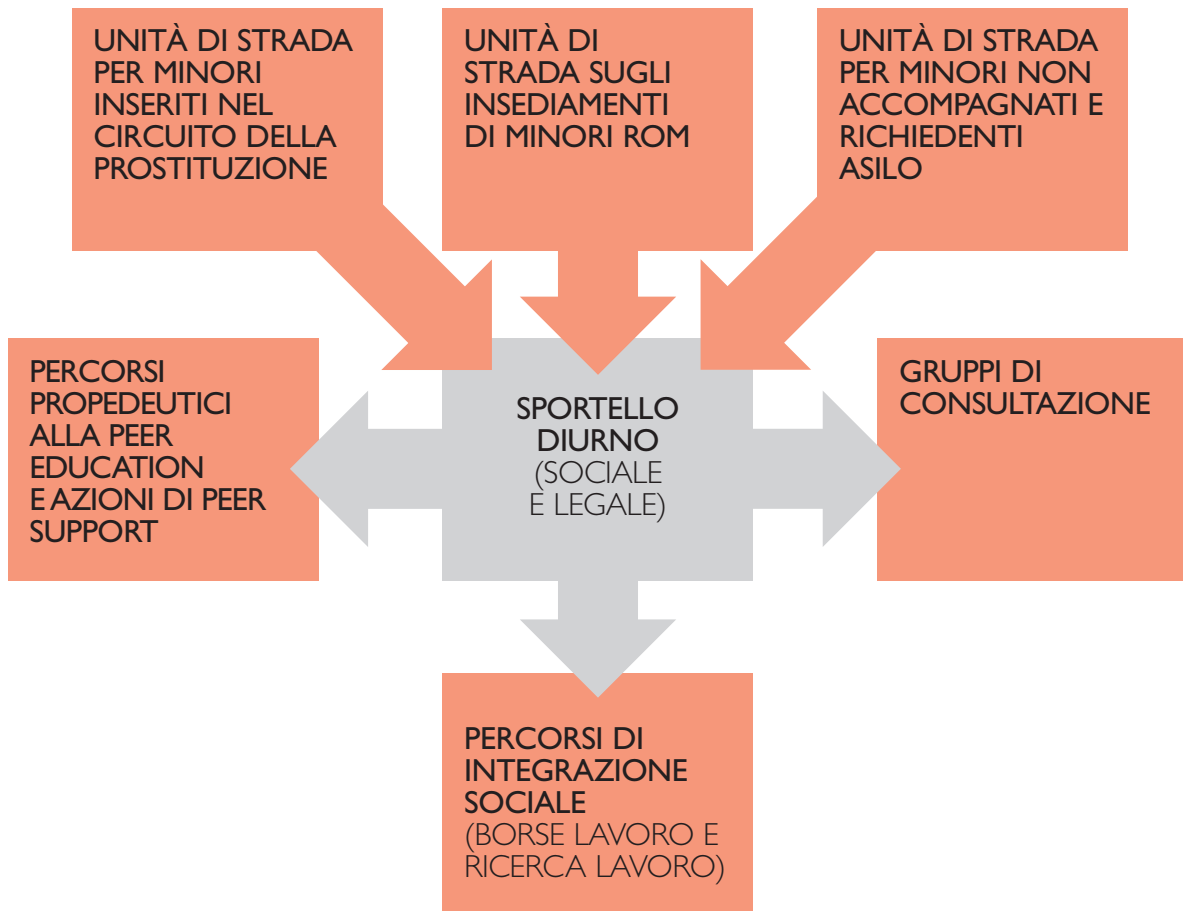 UNITÀ DI STRADA
PER MINORI
INSERITI NEL
CIRCUITO DELLA
PROSTITUZIONE
UNITÀ DI
STRADA SUGLI
INSEDIAMENTI
DI MINORI ROM
UNITÀ DI STRADA
PER MINORI NON
ACCOMPAGNATI E
RICHIEDENTI
ASILO
PERCORSI
PROPEDEUTICI
ALLA PEER
EDUCATION
E AZIONI DI PEER
SUPPORT
SPORTELLO
DIURNO
(SOCIALE
E LEGALE)
GRUPPI DI
CONSULTAZIONE
PERCORSI DI
INTEGRAZIONE
SOCIALE
(BORSE LAVORO E
RICERCA LAVORO)